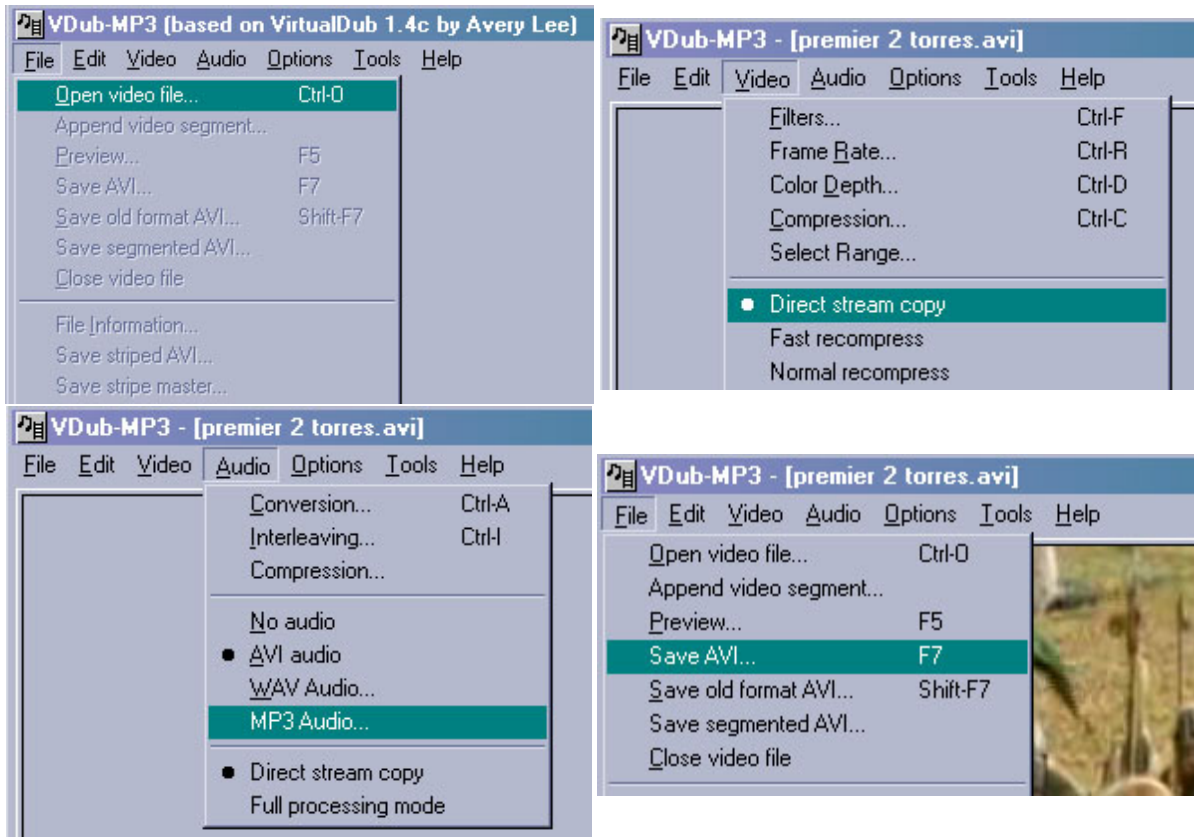 VDub-MP3 (based on VirtualDub 1.4c by Avery Lee)
File Edit Video Audio Options Tools Help
Open video file... Ctrl-O
Append video segment...
Preview... F5
Save AVI... F7
Save old format AVI... Shift-F7
Save segmented AVI...
Close video file
File Information...
Save striped AVI...
Save stripe master...
VDub-MP3 - [premier 2 torres.avi]
File Edit Video Audio Options Tools Help
Filters... Ctrl-F
Frame Rate... Ctrl-R
Color Depth... Ctrl-D
Compression... Ctrl-C
Select Range...
Direct stream copy
Fast recompress
Normal recompress
VDub-MP3 - [premier 2 torres.avi]
File Edit Video Audio Options Tools Help
Conversion... Ctrl-A
Interleaving... Ctrl-I
Compression...
No audio
AVI audio
WAV Audio...
MP3 Audio...
Direct stream copy
Full processing mode
VDub-MP3 - [premier 2 torres.avi]
File Edit Video Audio Options Tools Help
Open video file... Ctrl-O
Append video segment...
Preview... F5
Save AVI... F7
Save old format AVI... Shift-F7
Save segmented AVI...
Close video file